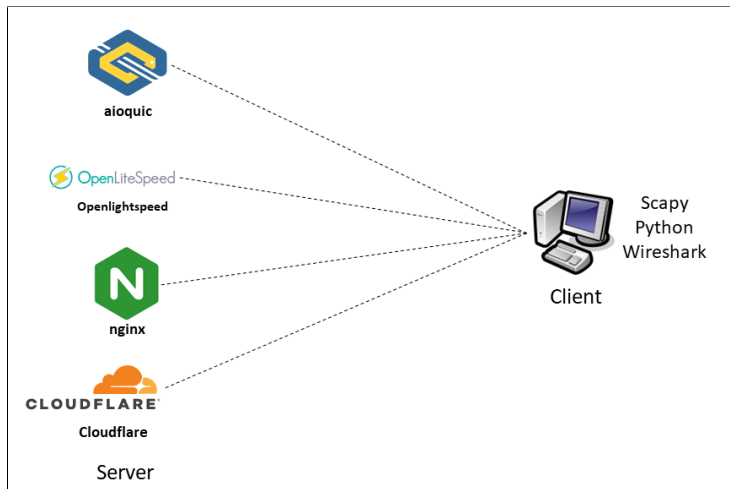 aioquic
OpenLiteSpeed
Openlightspeed
N
nginx
CLOUDFLARE
Cloudflare
Server
Scapy
Python
Wireshark
Client